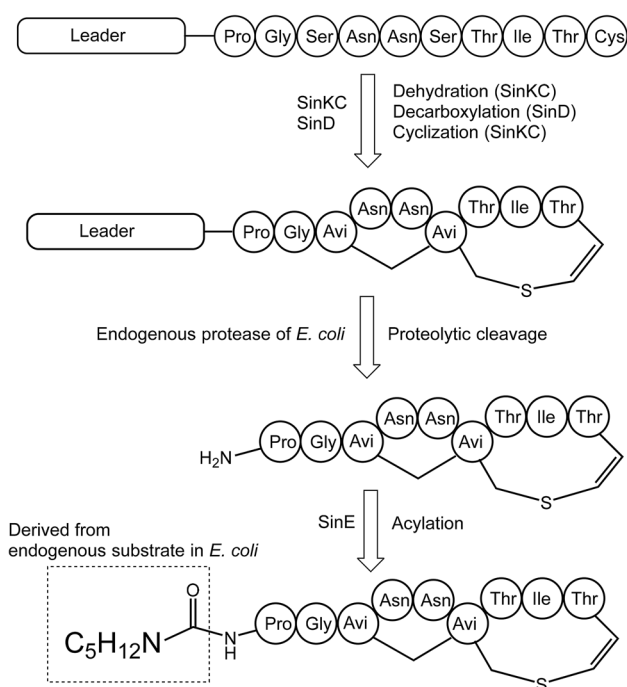 Leader Pro Gly Ser Asn Asn Ser Thr Ile Thr Cys
SinKC
SinD
Dehydration (SinKC)
Decarboxylation (SinD)
Cyclization (SinKC)
Asn Asn Thr Ile Thr
Leader Pro Gly Avi Avi
S
Endogenous protease of E. coli Proteolytic cleavage
Asn Asn Thr Ile Thr
H2N Pro Gly Avi Avi
S
SinE Acylation
Derived from
endogenous substrate in E. coli
O
Asn Asn Thr Ile Thr
C5H12N N
H
Pro Gly Avi Avi
S